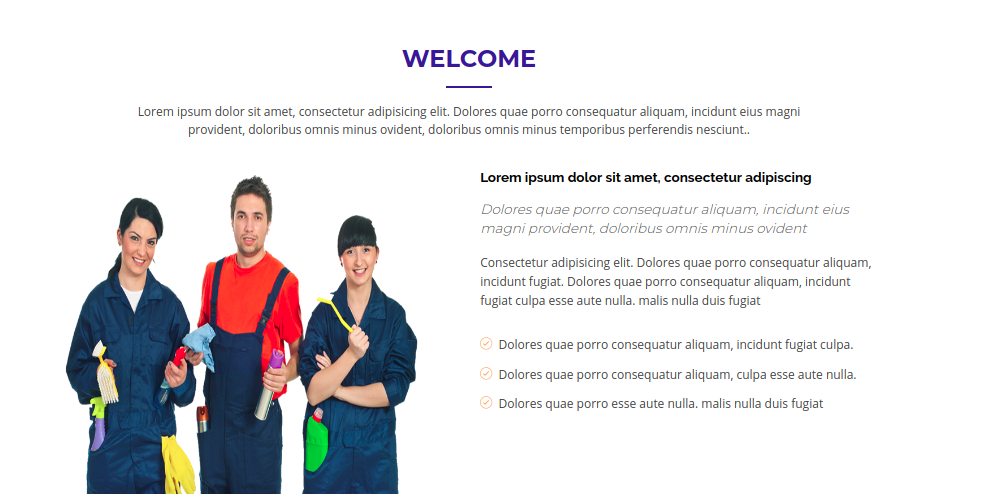 WELCOME
Lorem ipsum dolor sit amet, consectetur adipisicing elit. Dolores quae porro consequatur aliquam, incidunt eius magni
provident, doloribus omnis minus ovident, doloribus omnis minus temporibus perferendis nesciunt..
Lorem ipsum dolor sit amet, consectetur adipiscing
Dolores quae porro consequatur aliquam, incidunt eius
magni provident, doloribus omnis minus ovident
Consectetur adipisicing elit. Dolores quae porro consequatur aliquam,
incidunt fugiat. Dolores quae porro consequatur aliquam, incidunt
fugiat culpa esse aute nulla. malis nulla duis fugiat
Dolores quae porro consequatur aliquam, incidunt fugiat culpa.
Dolores quae porro consequatur aliquam, culpa esse aute nulla.
Dolores quae porro esse aute nulla. malis nulla duis fugiat